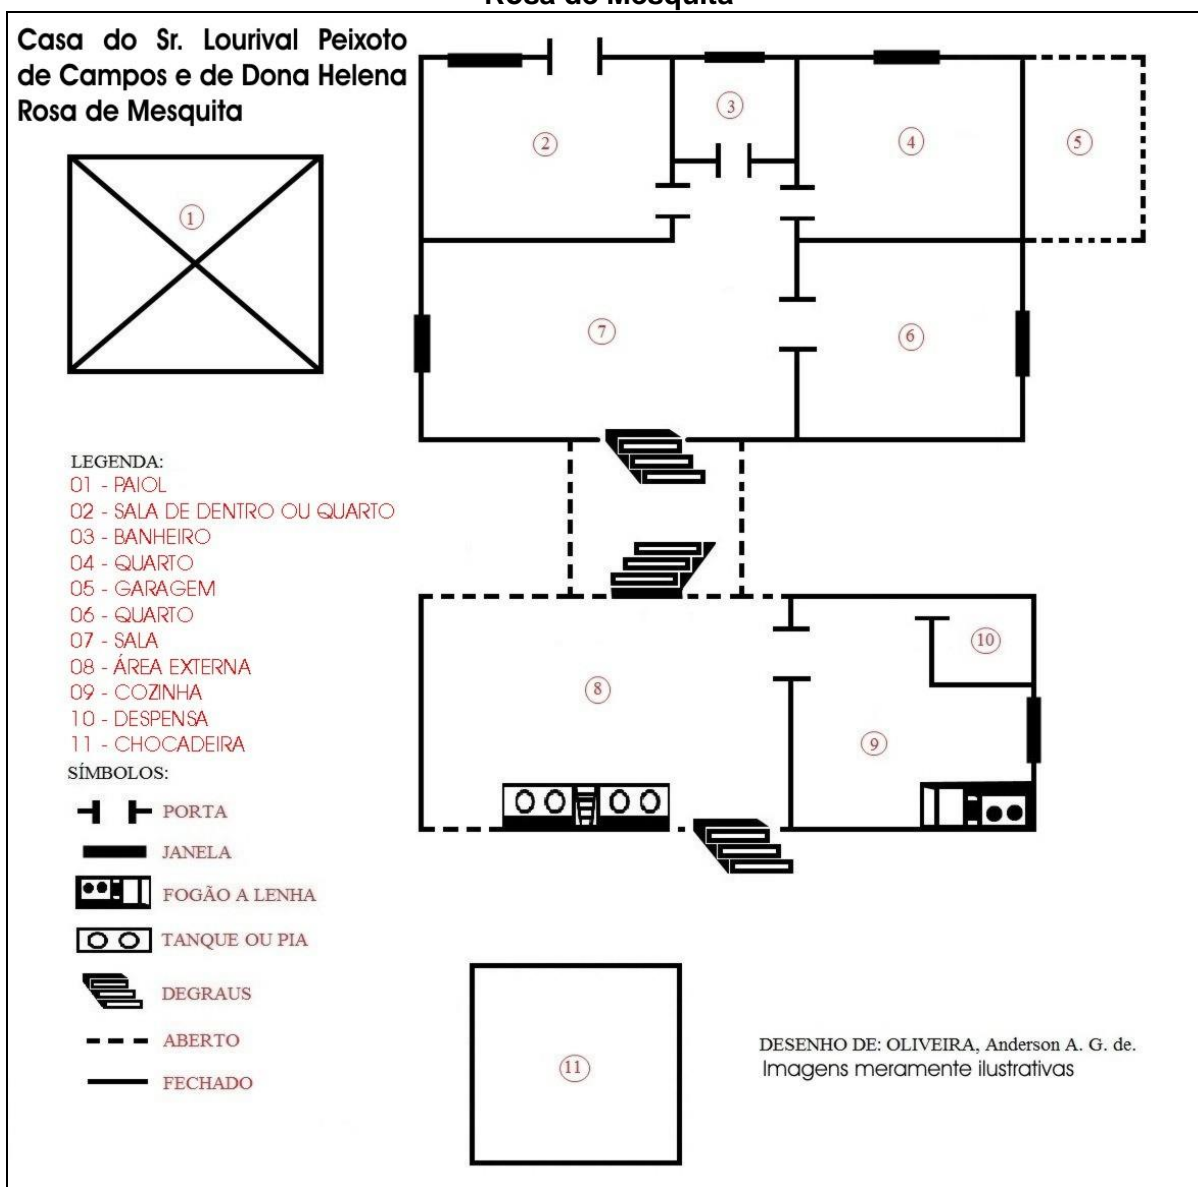 Rosa de Mesquita
Casa do Sr. Lourival Peixoto
de Campos e de Dona Helena
Rosa de Mesquita
1
2
3
4
5
6
7
8
9
10
11
LEGENDA:
01 - PAIOL
02 - SALA DE DENTRO OU QUARTO
03 - BANHEIRO
04 - QUARTO
05 - GARAGEM
06 - QUARTO
07 - SALA
08 - ÁREA EXTERNA
09 - COZINHA
10 - DESPENSA
11 - CHOCADEIRA
SÍMBOLOS:
PORTA
JANELA
FOGÃO A LENHA
TANQUE OU PIA
DEGRAUS
ABERTO
FECHADO
DESENHO DE: OLIVEIRA, Anderson A. G. de.
Imagens meramente ilustrativas